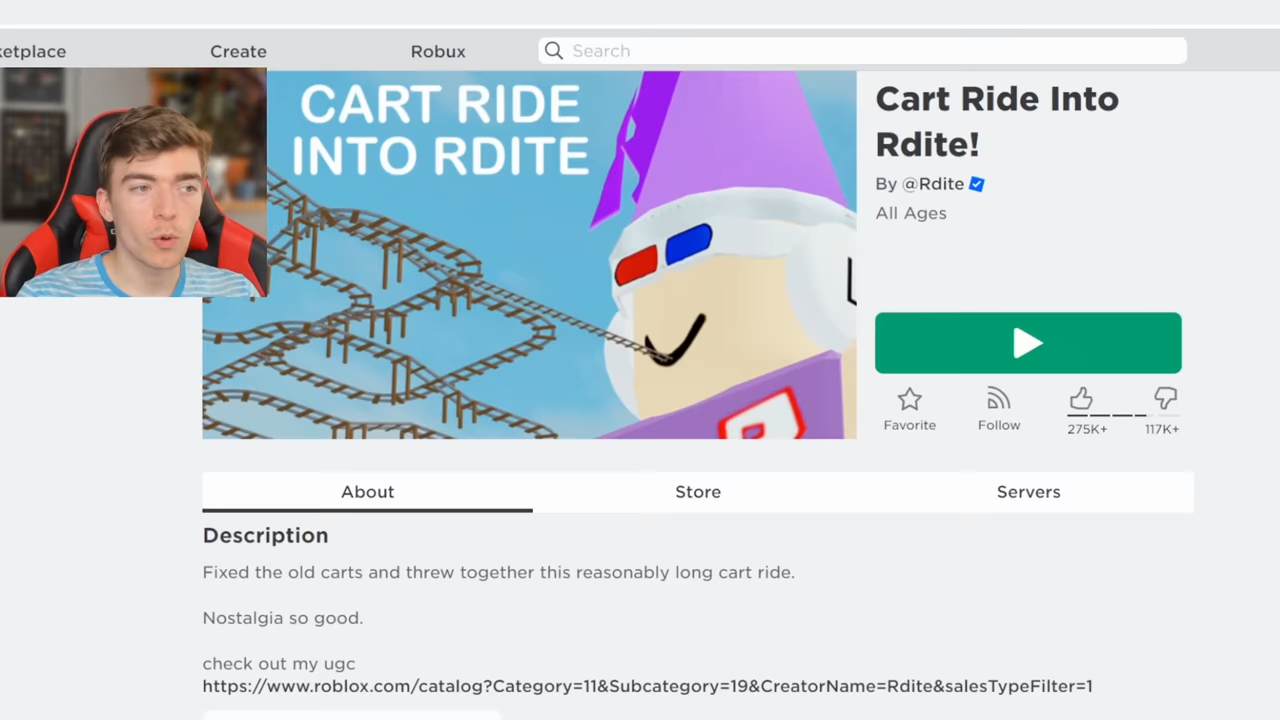 ketplace Create Robux Search
CART RIDE
INTO RDITE
Cart Ride Into
Rdite!
By @Rdite
All Ages
Favorite Follow 275K+ 117K+
About Store Servers
Description
Fixed the old carts and threw together this reasonably long cart ride.
Nostalgia so good.
check out my ugc
https://www.roblox.com/catalog?Category=11&Subcategory=19&CreatorName=Rdite&salesTypeFilter=1